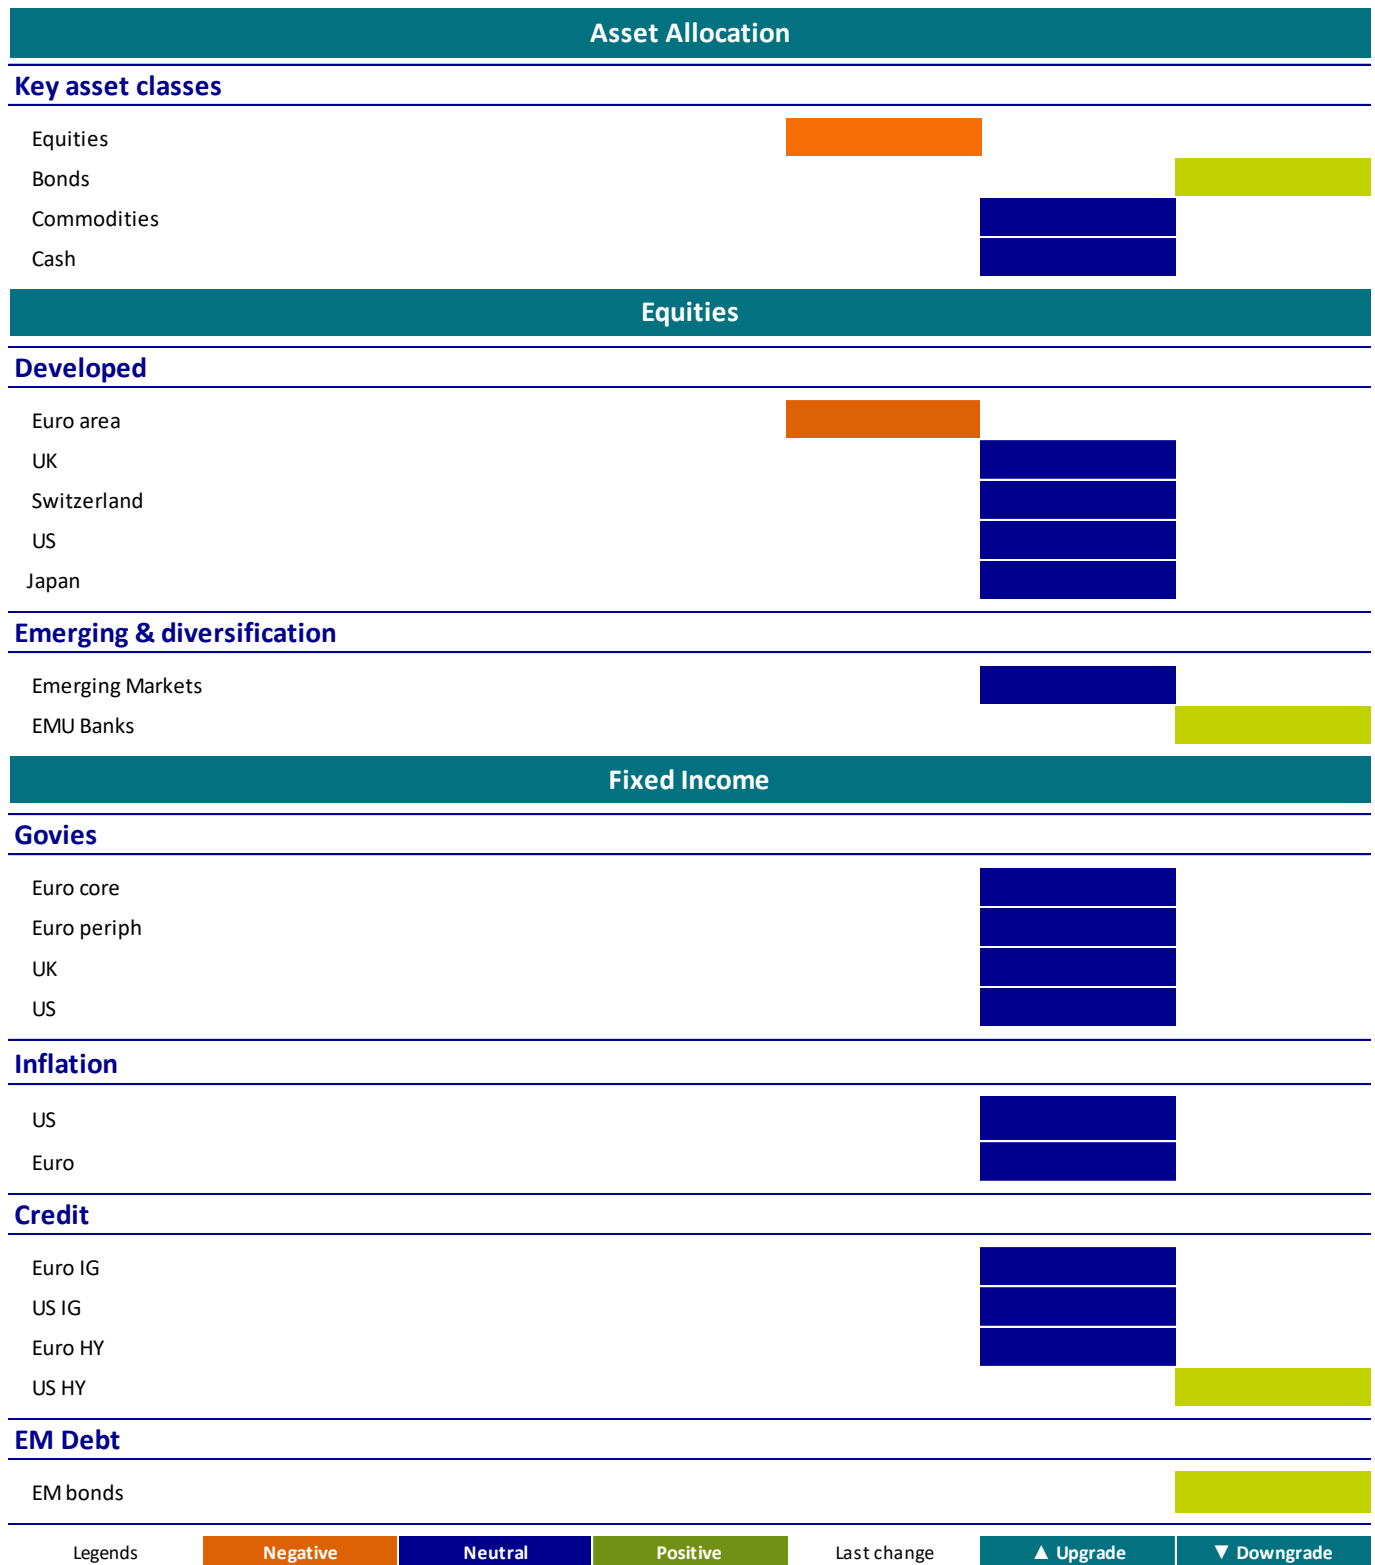 Asset Allocation
Key asset classes
Equities
Bonds
Commodities
Cash
Equities
Developed
Euro area
UK
Switzerland
US
Japan
Emerging & diversification
Emerging Markets
EMU Banks
Fixed Income
Govies
Euro core
Euro periph
UK
US
Inflation
US
Euro
Credit
Euro IG
US IG
Euro HY
US HY
EM Debt
EM bonds
Legends Negative Neutral Positive Last change ▲ Upgrade ▼ Downgrade